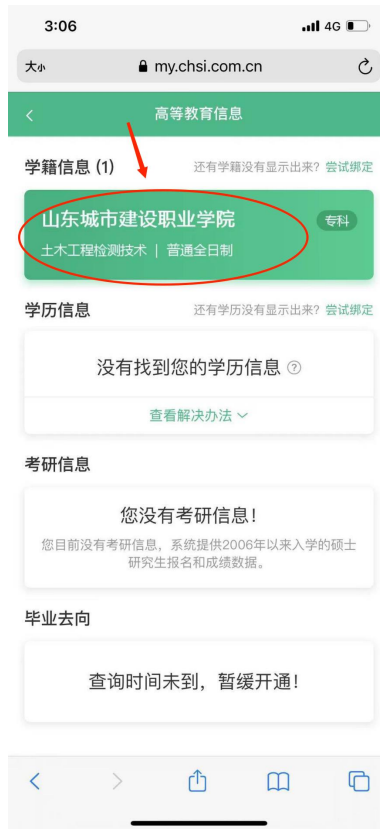 3:06
4G
大小
my.chsi.com.cn
高等教育信息
学籍信息 (1)
还有学籍没有显示出来？尝试绑定
山东城市建设职业学院
专科
土木工程检测技术 | 普通全日制
学历信息
还有学历没有显示出来？尝试绑定
没有找到您的学历信息 ?
查看解决办法
考研信息
您没有考研信息！
您目前没有考研信息，系统提供2006年以来入学的硕士
研究生报名和成绩数据。
毕业去向
查询时间未到，暂缓开通！